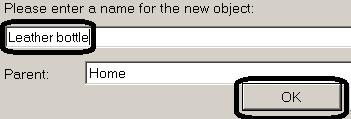 Please enter a name for the new object:
Leather bottle
Parent: Home
OK